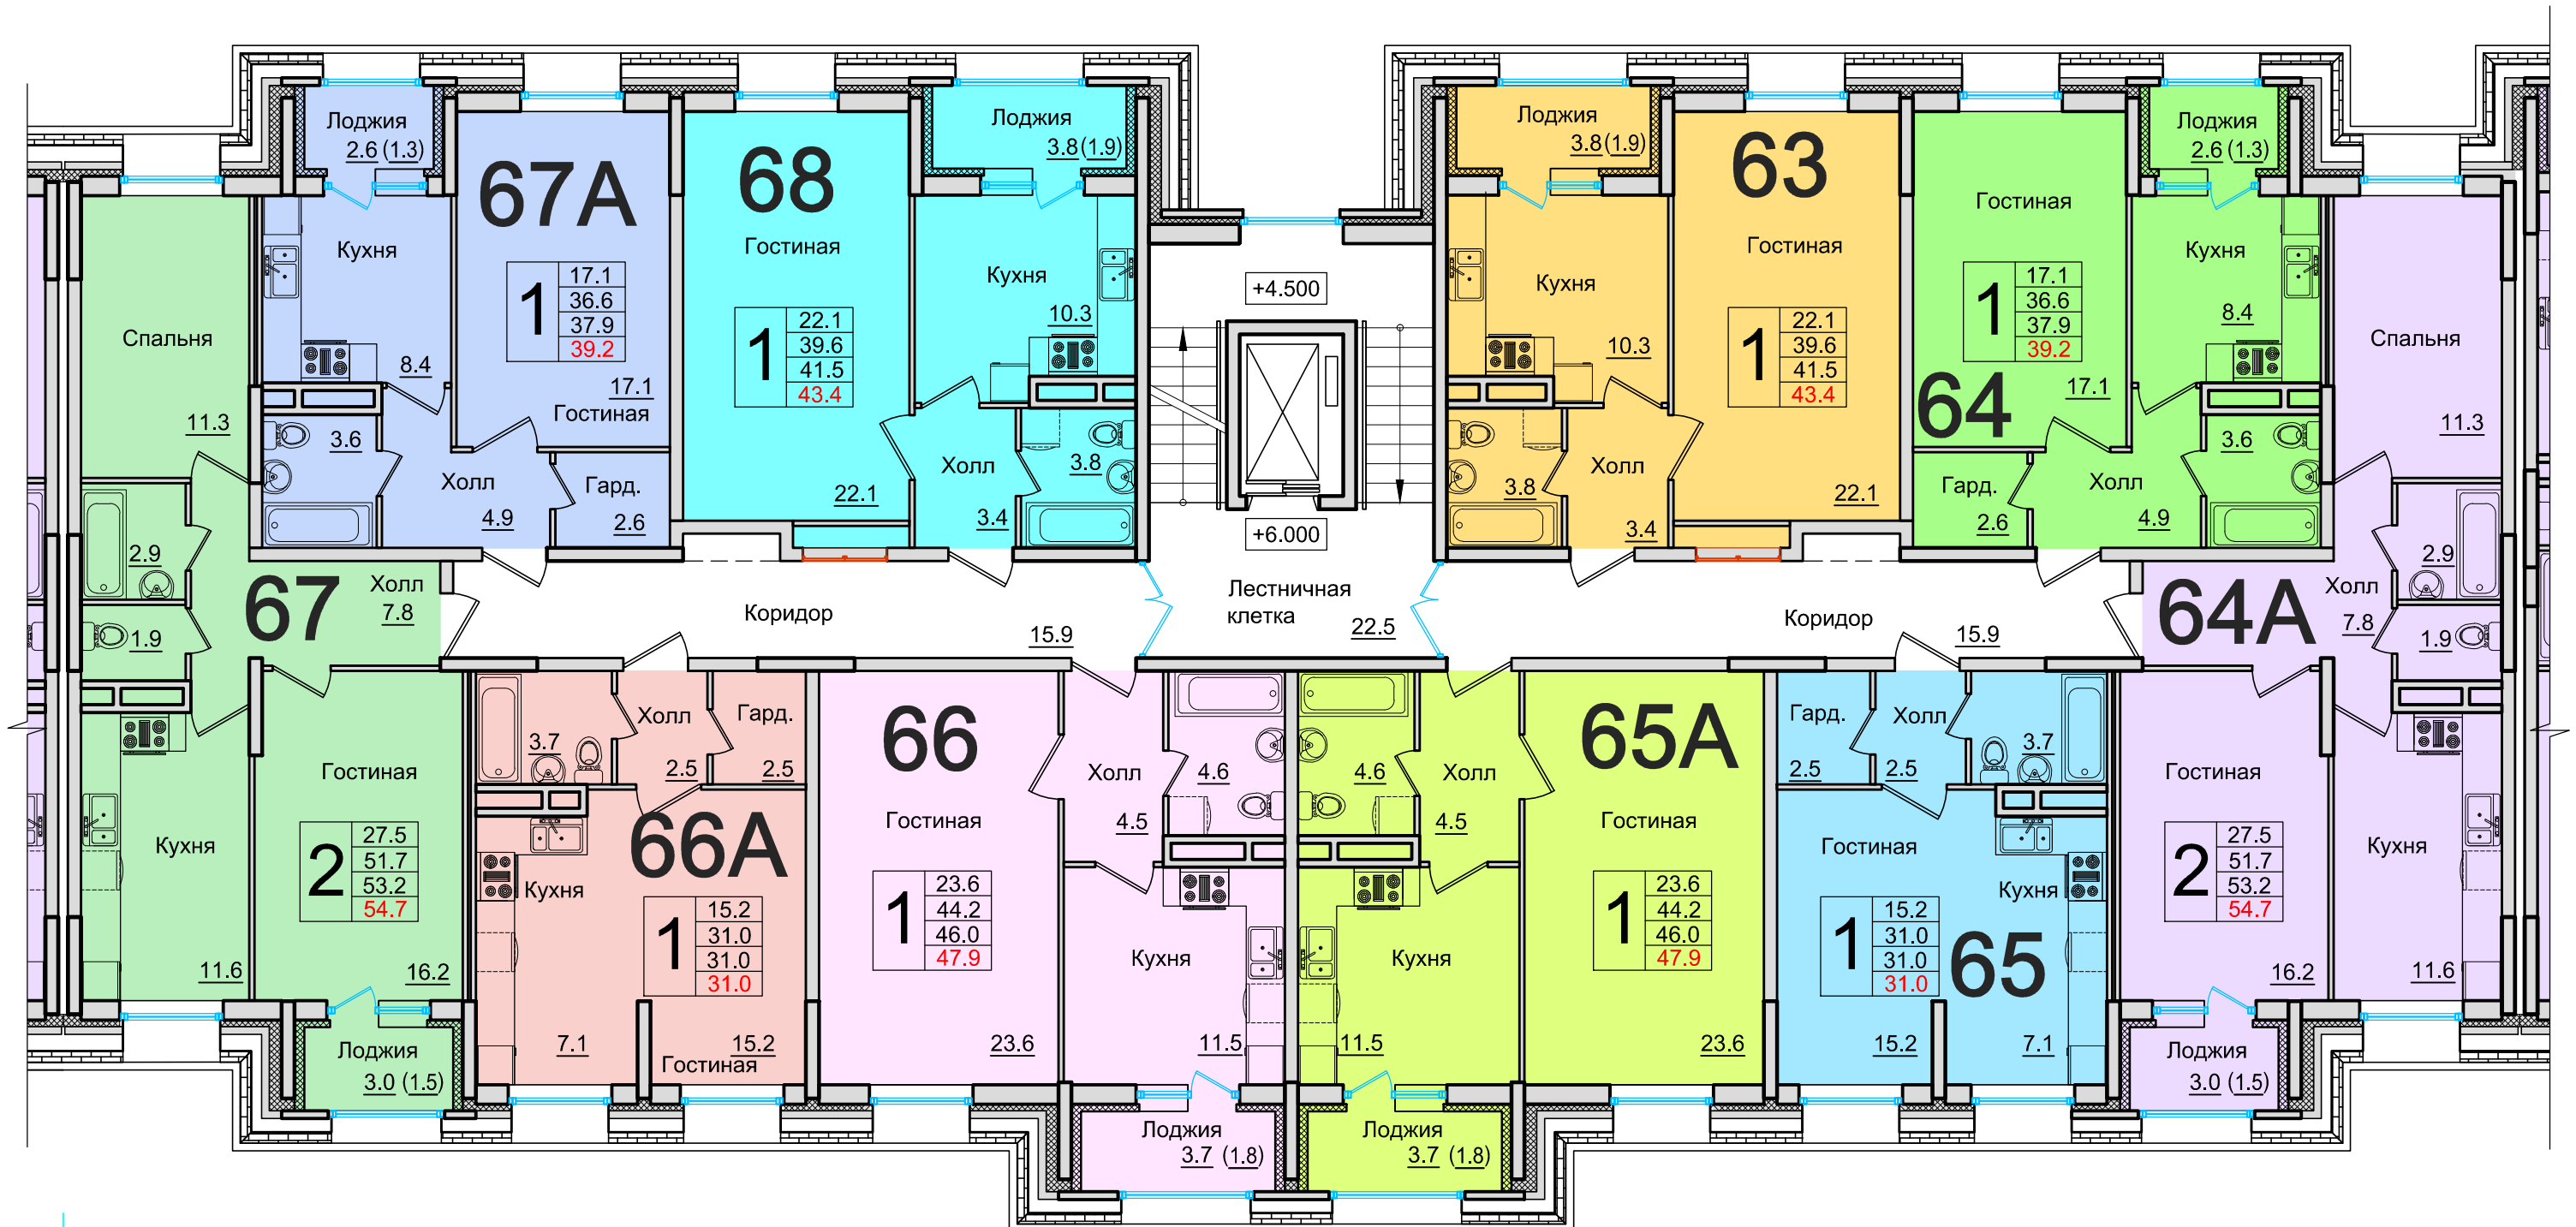 Лоджия
2.6 (1.3)
Кухня
8.4
67А
1
17.1
36.6
37.9
39.2
17.1
Гостиная
3.6
Холл
4.9
Гард.
2.6
68
Гостиная
1
22.1
39.6
41.5
43.4
22.1
Лоджия
3.8 (1.9)
Кухня
10.3
Холл
3.4
3.8
+4.500
+6.000
Лестничная
клетка
22.5
Лоджия
3.8 (1.9)
Кухня
10.3
3.8
Холл
3.4
63
Гостиная
1
22.1
39.6
41.5
43.4
22.1
Гостиная
1
17.1
36.6
37.9
39.2
64
17.1
Лоджия
2.6 (1.3)
Кухня
8.4
3.6
Гард.
2.6
Холл
4.9
Спальня
11.3
2.9
1.9
67
Холл
7.8
Кухня
11.6
Гостиная
2
27.5
51.7
53.2
54.7
16.2
Лоджия
3.0 (1.5)
Коридор
15.9
Коридор
15.9
3.7
Холл
2.5
Гард.
2.5
66А
Кухня
1
15.2
31.0
31.0
31.0
7.1
15.2
Гостиная
66
Гостиная
1
23.6
44.2
46.0
47.9
23.6
Холл
4.5
4.6
Кухня
11.5
Лоджия
3.7 (1.8)
4.6
Холл
4.5
Кухня
11.5
Лоджия
3.7 (1.8)
65А
Гостиная
1
23.6
44.2
46.0
47.9
23.6
Гард.
2.5
Холл
2.5
3.7
Гостиная
Кухня
1
15.2
31.0
31.0
31.0
65
15.2
7.1
Спальня
11.3
2.9
1.9
64А
Холл
7.8
Гостиная
2
27.5
51.7
53.2
54.7
16.2
Кухня
11.6
Лоджия
3.0 (1.5)